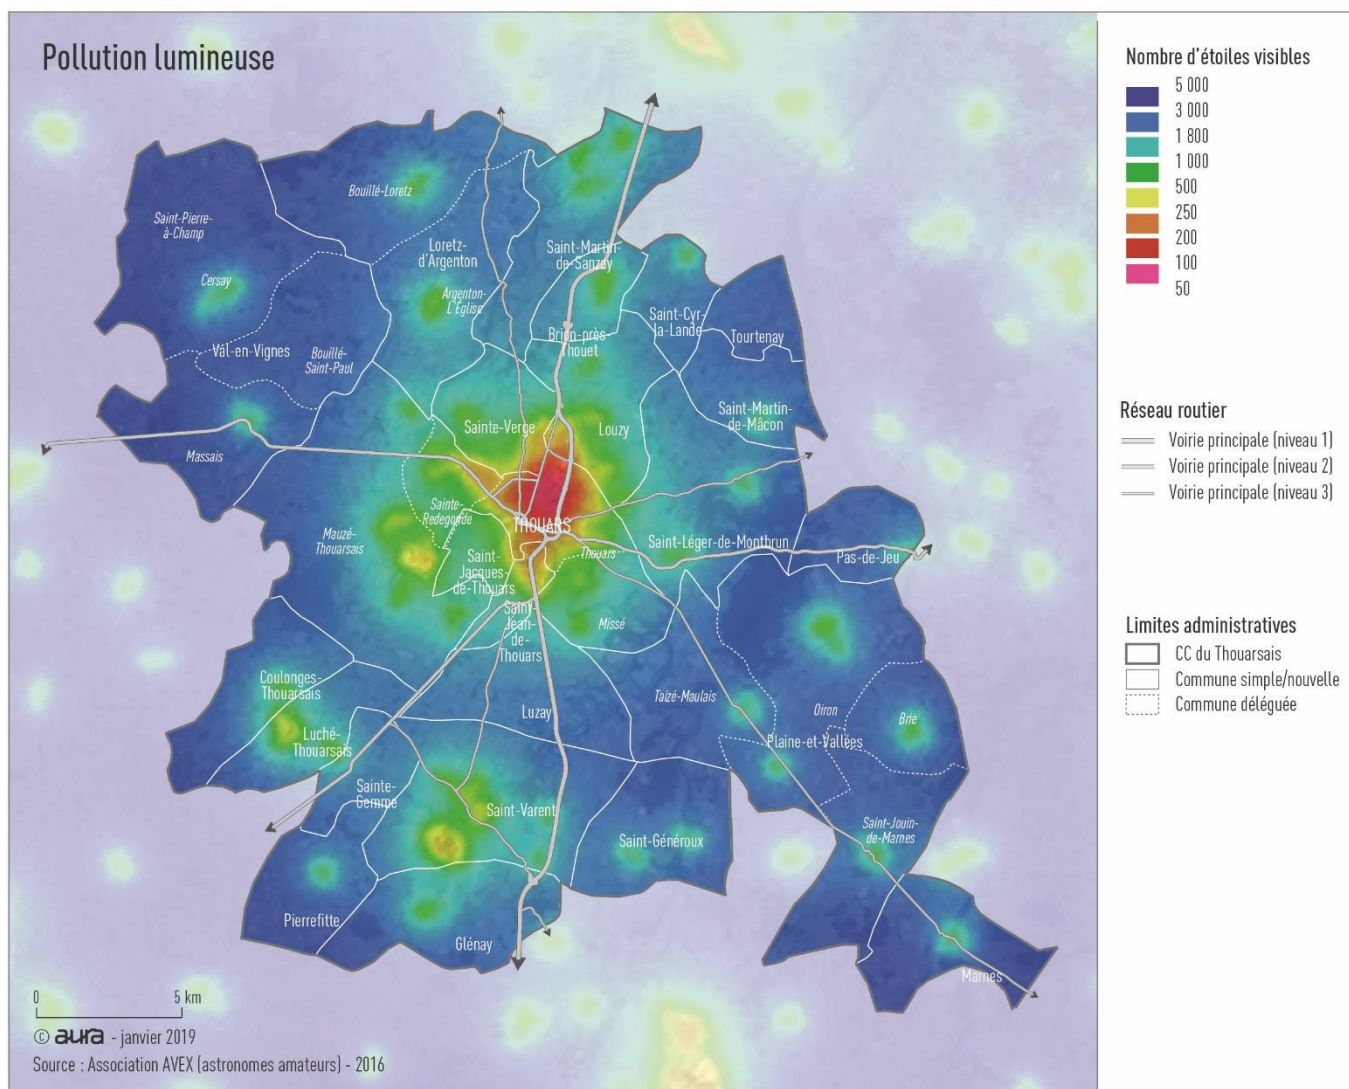 Pollution lumineuse
Nombre d'étoiles visibles
5 000
3 000
1 800
1 000
500
250
200
100
50
Réseau routier
Voirie principale (niveau 1)
Voirie principale (niveau 2)
Voirie principale (niveau 3)
Limites administratives
CC du Thouarsais
Commune simple/nouvelle
Commune déléguée
Bouillé-Loretz
Saint-Pierre-
à-Champ
Loretz-
d'Argenton
Saint-Martin-
de-Sanzay
Cersay
Argenton-
L'Église
Saint-Cyr-
la-Lande
Tourtenay
Brion-près-
Thouet
Val-en-Vignes
Bouillé-
Saint-Paul
Saint-Martin-
de-Mâcon
Sainte-Verge
Louzy
Massais
Sainte-
Redegonde
THOUARS
Mauzé-
Thouarsais
Saint-
Jacques-
de-Thouars
Thouars
Saint-Léger-de-Montbrun
Pas-de-Jeu
Saint-
Jean-
de-
Thouars
Missé
Coulonges-
Thouarsais
Luzay
Taizé-Maulais
Oiron
Brie
Luché-
Thouarsais
Plaine-et-Vallées
Sainte-
Gemme
Saint-Varent
Saint-Généroux
Saint-Jouin-
de-Marnes
Pierrefitte
Glénay
Marnes
0
5 km
© aura - janvier 2019
Source : Association AVEX (astronomes amateurs) - 2016